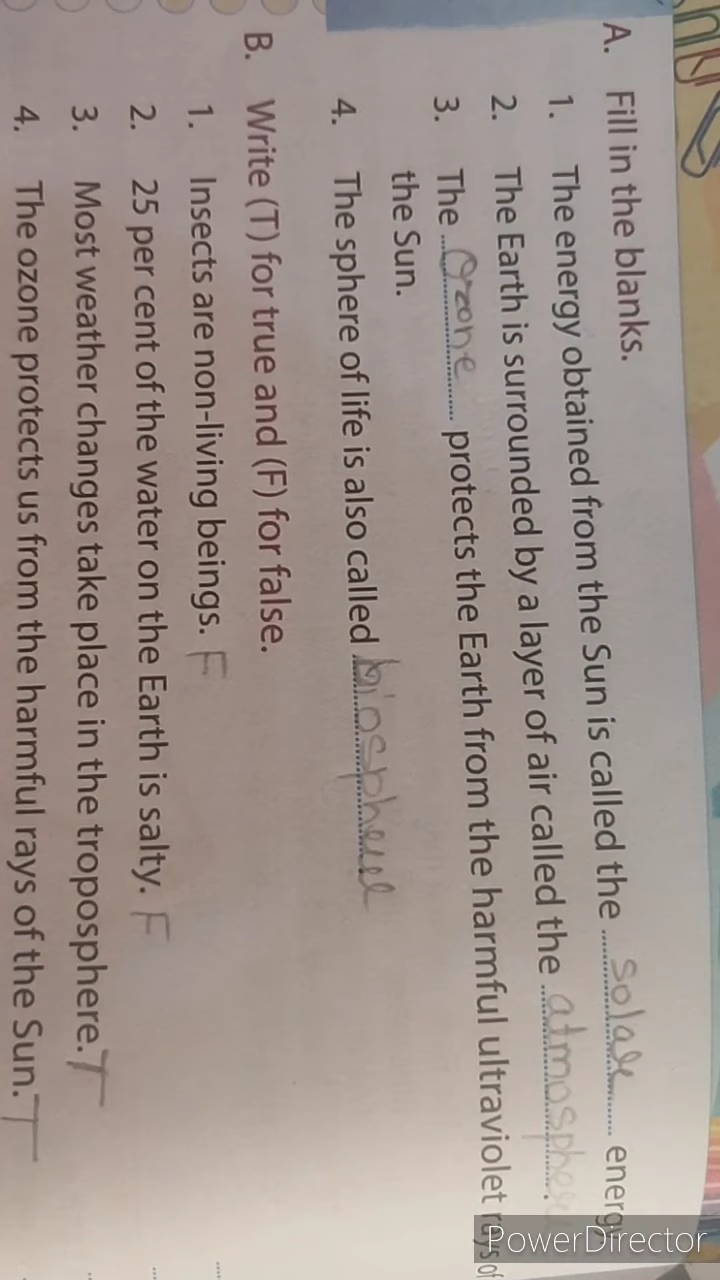 A. Fill in the blanks.
1. The energy obtained from the Sun is called the solar energy
2. The Earth is surrounded by a layer of air called the atmosphere.
3. The Ozone protects the Earth from the harmful ultraviolet rays of
the Sun.
4. The sphere of life is also called biosphere
B. Write (T) for true and (F) for false.
1. Insects are non-living beings. F
2. 25 per cent of the water on the Earth is salty. F
3. Most weather changes take place in the troposphere. T
4. The ozone protects us from the harmful rays of the Sun. T
PowerDirector